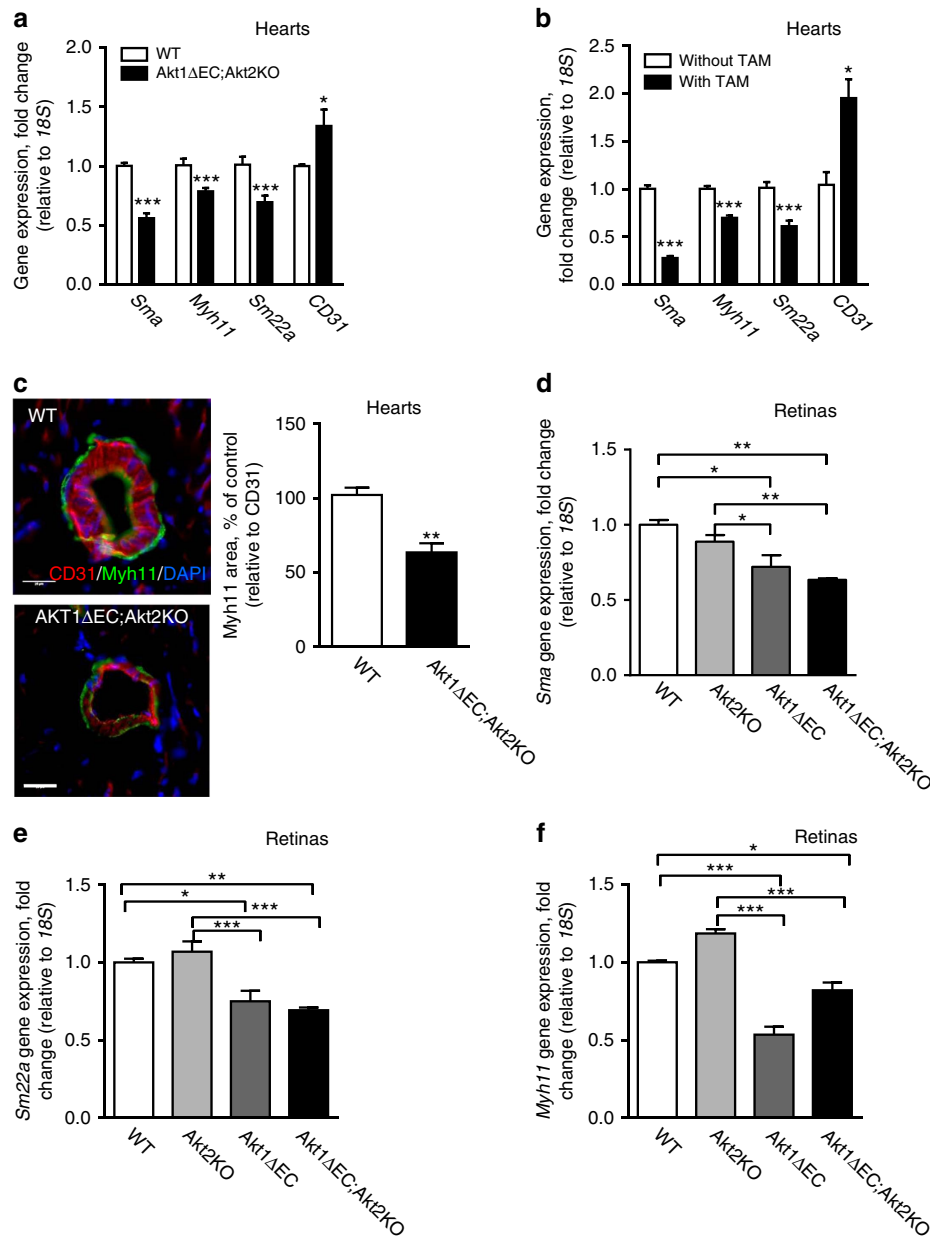 a
Hearts
Gene expression, fold change
(relative to 18S)
2.0
1.5
1.0
0.5
0.0
WT
Akt1ΔEC;Akt2KO
***
***
***
*
Sma
Myh11
Sm22a
CD31
b
Hearts
Gene expression,
fold change (relative to 18S)
2.5
2.0
1.5
1.0
0.5
0.0
Without TAM
With TAM
***
***
***
*
Sma
Myh11
Sm22a
CD31
c
WT
CD31/Myh11/DAPI
AKT1ΔEC;Akt2KO
Hearts
Myh11 area, % of control
(relative to CD31)
150
100
50
0
**
WT
Akt1ΔEC;Akt2KO
d
Retinas
Sma gene expression, fold change
(relative to 18S)
1.5
1.0
0.5
0.0
**
*
**
*
WT
Akt2KO
Akt1ΔEC
Akt1ΔEC;Akt2KO
e
Retinas
Sm22a gene expression, fold
change (relative to 18S)
1.5
1.0
0.5
0.0
**
*
***
***
WT
Akt2KO
Akt1ΔEC
Akt1ΔEC;Akt2KO
f
Retinas
Myh11 gene expression, fold
change (relative to 18S)
1.5
1.0
0.5
0.0
*
***
***
***
WT
Akt2KO
Akt1ΔEC
Akt1ΔEC;Akt2KO